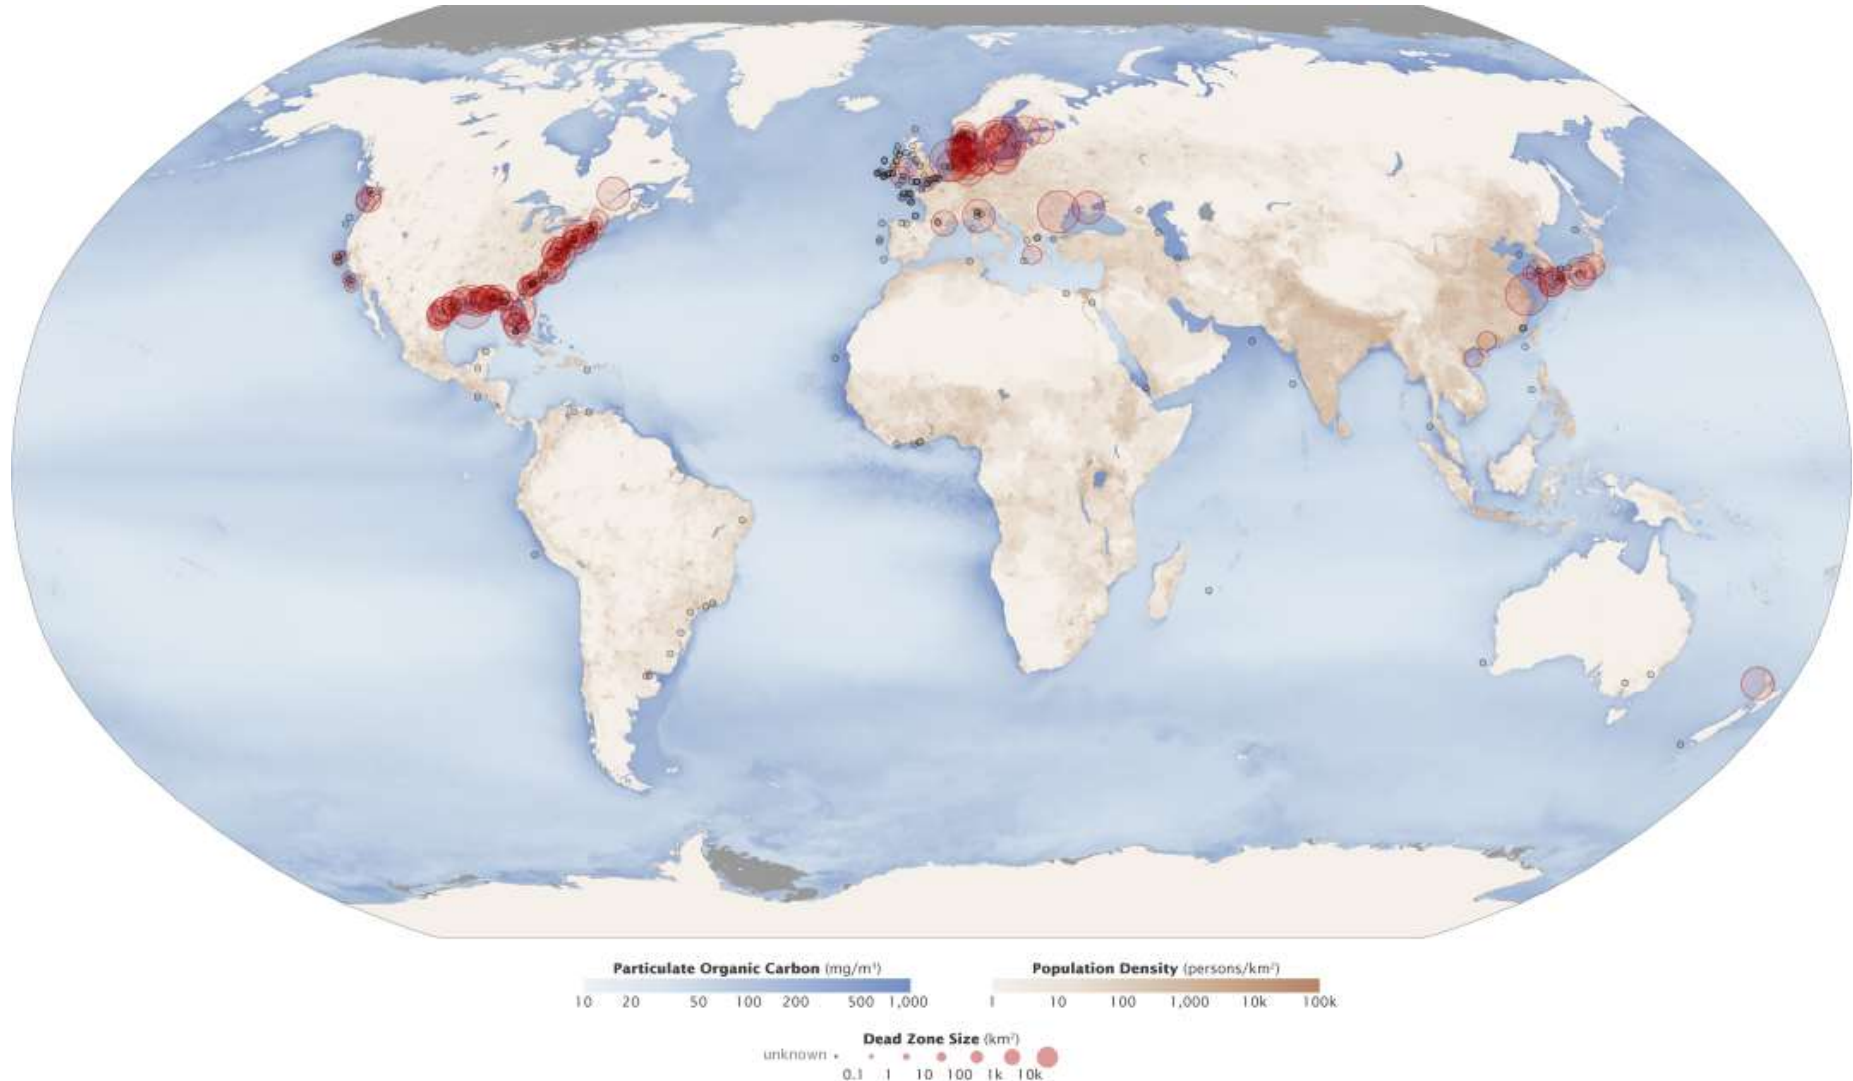 Particulate Organic Carbon (mg/m³)
10 20 50 100 200 500 1,000
Population Density (persons/km²)
1 10 100 1,000 10k 100k
Dead Zone Size (km²)
unknown
0.1 1 10 100 1k 10k